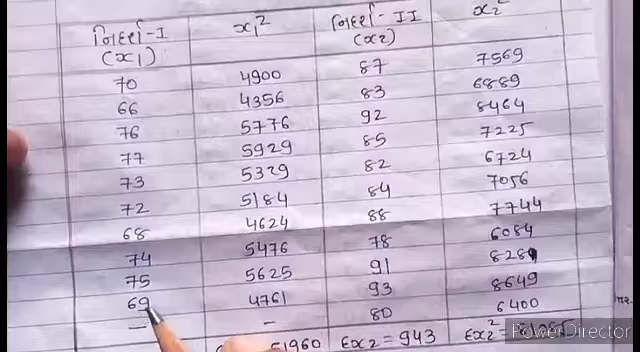 નિદર્શ-I x₁² નિદર્શ-II x₂²
(x₁) (x₂)
70 4900 87 7569
66 4356 83 6889
76 5776 92 8464
77 5929 85 7225
73 5329 82 6724
72 5184 84 7056
68 4624 88 7744
74 5476 78 6084
75 5625 91 8281
69 4761 93 8649
— - 80 6400
51960 Ex2 = 943 Ex2² =
PowerDirector